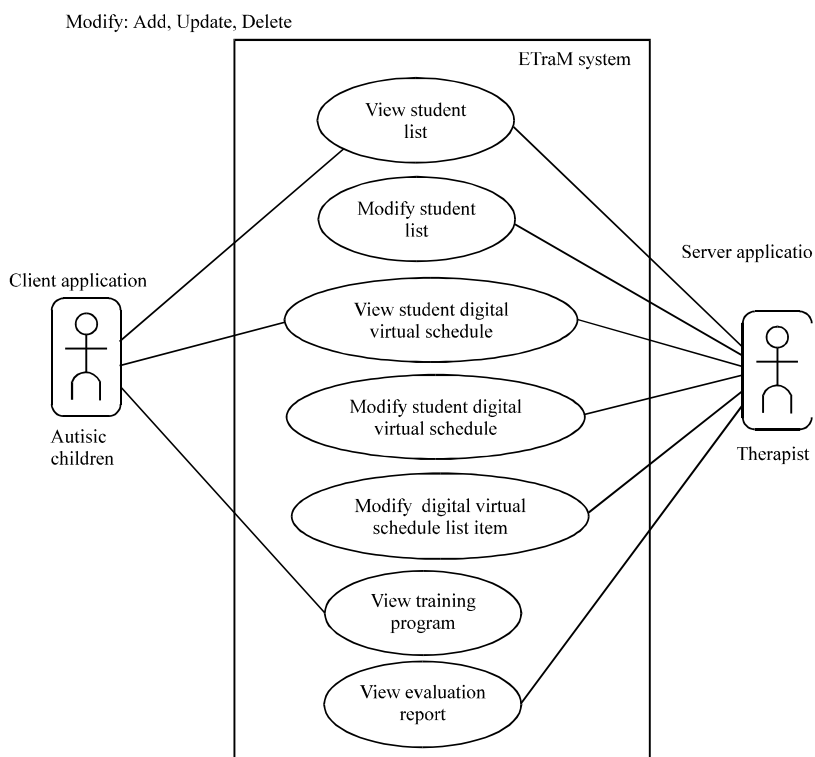 Modify: Add, Update, Delete
ETraM system
View student
list
Modify student
list
Server applicatio
Client application
View student digital
virtual schedule
Modify student digital
virtual schedule
Autisic
children
Therapist
Modify digital virtual
schedule list item
View training
program
View evaluation
report